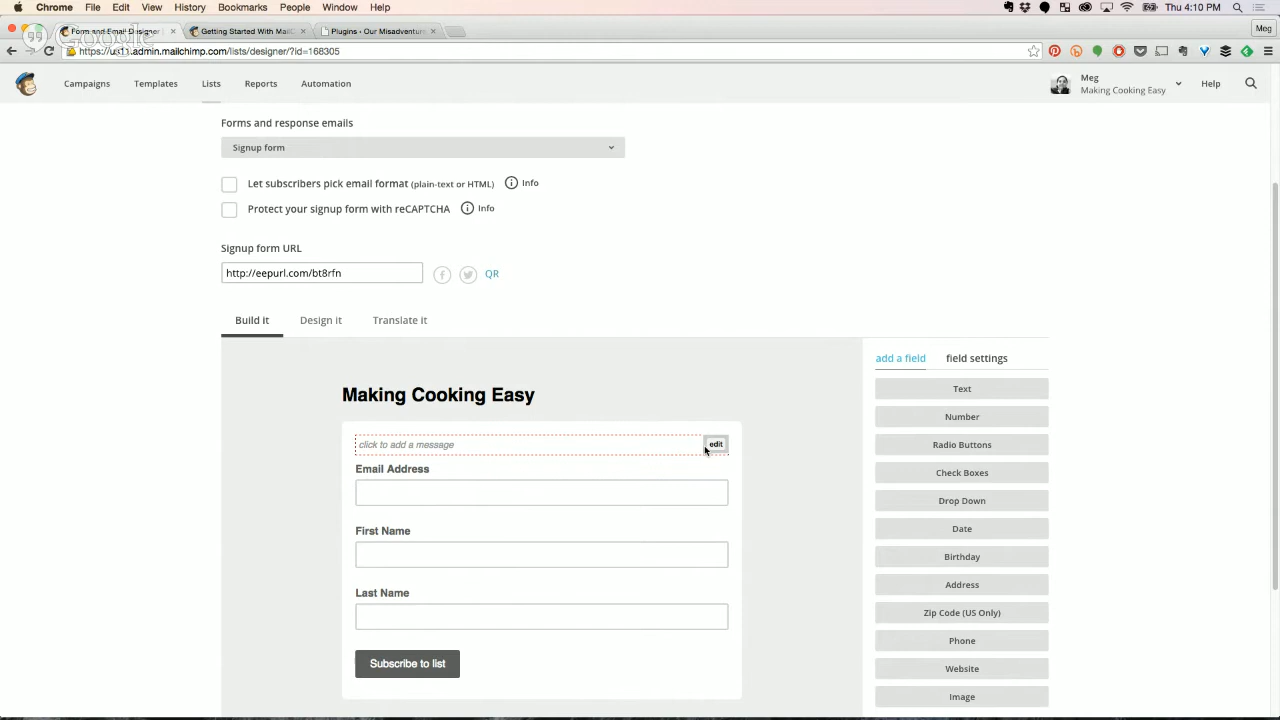 Chrome File Edit View History Bookmarks People Window Help Thu 4:10 PM
Form and Email Designer Getting Started With MailC Plugins ‹ Our Misadventur Meg
Google
https://us11.admin.mailchimp.com/lists/designer/?id=168305
Campaigns Templates Lists Reports Automation Meg Help
Making Cooking Easy
Forms and response emails
Signup form
Let subscribers pick email format (plain-text or HTML) Info
Protect your signup form with reCAPTCHA Info
Signup form URL
http://eepurl.com/bt8rfn QR
Build it Design it Translate it
add a field field settings
Making Cooking Easy
click to add a message edit
Email Address
First Name
Last Name
Subscribe to list
Text
Number
Radio Buttons
Check Boxes
Drop Down
Date
Birthday
Address
Zip Code (US Only)
Phone
Website
Image